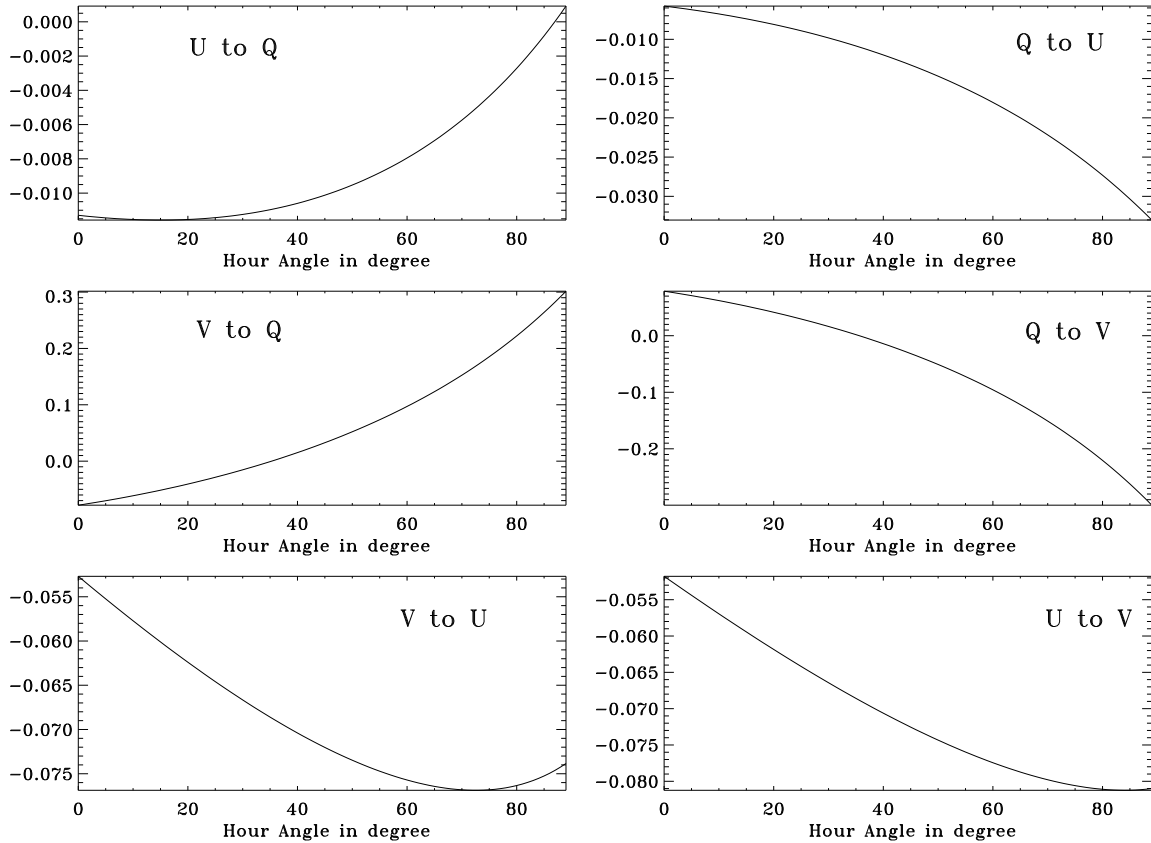 0.000
-0.002
-0.004
-0.006
-0.008
-0.010
U to Q
0 20 40 60 80
Hour Angle in degree
-0.010
-0.015
-0.020
-0.025
-0.030
Q to U
0 20 40 60 80
Hour Angle in degree
0.3
0.2
0.1
0.0
V to Q
0 20 40 60 80
Hour Angle in degree
0.0
-0.1
-0.2
Q to V
0 20 40 60 80
Hour Angle in degree
-0.055
-0.060
-0.065
-0.070
-0.075
V to U
0 20 40 60 80
Hour Angle in degree
-0.055
-0.060
-0.065
-0.070
-0.075
-0.080
U to V
0 20 40 60 80
Hour Angle in degree